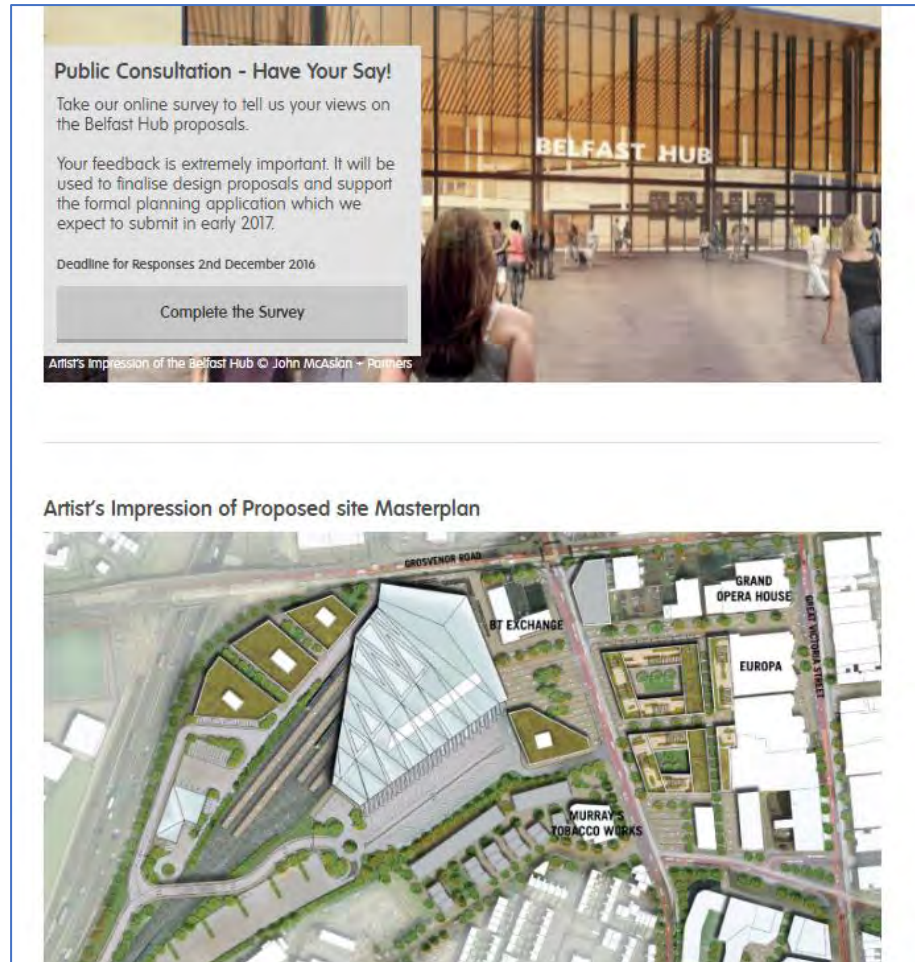 Public Consultation - Have Your Say!
Take our online survey to tell us your views on
the Belfast Hub proposals.
Your feedback is extremely important. It will be
used to finalise design proposals and support
the formal planning application which we
expect to submit in early 2017.
Deadline for Responses 2nd December 2016
Complete the Survey
BELFAST HUB
Artist's Impression of the Belfast Hub © John McAslan + Partners
Artist's Impression of Proposed site Masterplan
GROSVENOR ROAD
GRAND
OPERA HOUSE
BT EXCHANGE
GREAT VICTORIA STREET
EUROPA
MURRAY'S
TOBACCO WORKS